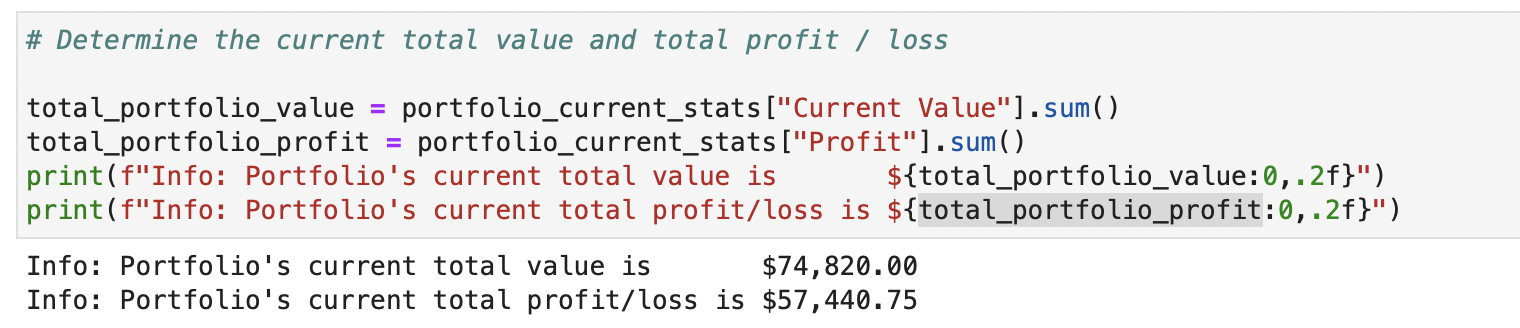 # Determine the current total value and total profit / loss
total_portfolio_value = portfolio_current_stats["Current Value"].sum()
total_portfolio_profit = portfolio_current_stats["Profit"].sum()
print(f"Info: Portfolio's current total value is       ${total_portfolio_value:0,.2f}")
print(f"Info: Portfolio's current total profit/loss is ${total_portfolio_profit:0,.2f}")
Info: Portfolio's current total value is       $74,820.00
Info: Portfolio's current total profit/loss is $57,440.75